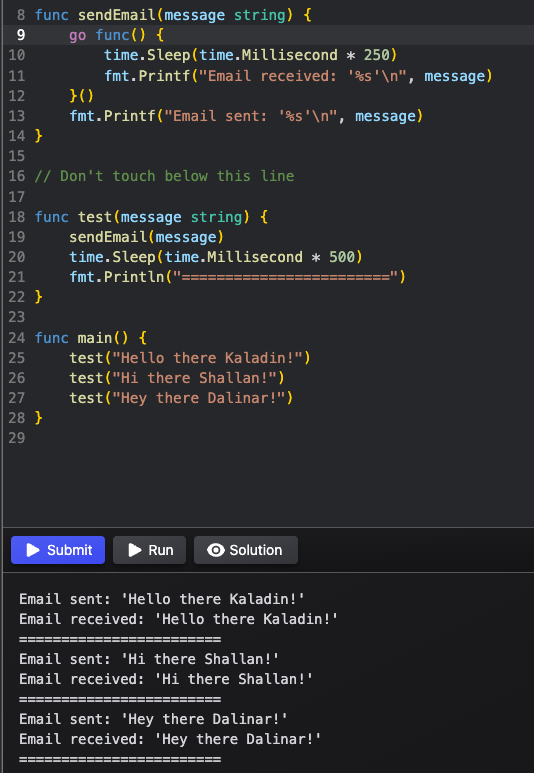 8 func sendEmail(message string) {
9 go func() {
10 time.Sleep(time.Millisecond * 250)
11 fmt.Printf("Email received: '%s'\n", message)
12 }()
13 fmt.Printf("Email sent: '%s'\n", message)
14 }
15
16 // Don't touch below this line
17
18 func test(message string) {
19 sendEmail(message)
20 time.Sleep(time.Millisecond * 500)
21 fmt.Println("========================")
22 }
23
24 func main() {
25 test("Hello there Kaladin!")
26 test("Hi there Shallan!")
27 test("Hey there Dalinar!")
28 }
29
Submit Run Solution
Email sent: 'Hello there Kaladin!'
Email received: 'Hello there Kaladin!'
========================
Email sent: 'Hi there Shallan!'
Email received: 'Hi there Shallan!'
========================
Email sent: 'Hey there Dalinar!'
Email received: 'Hey there Dalinar!'
========================